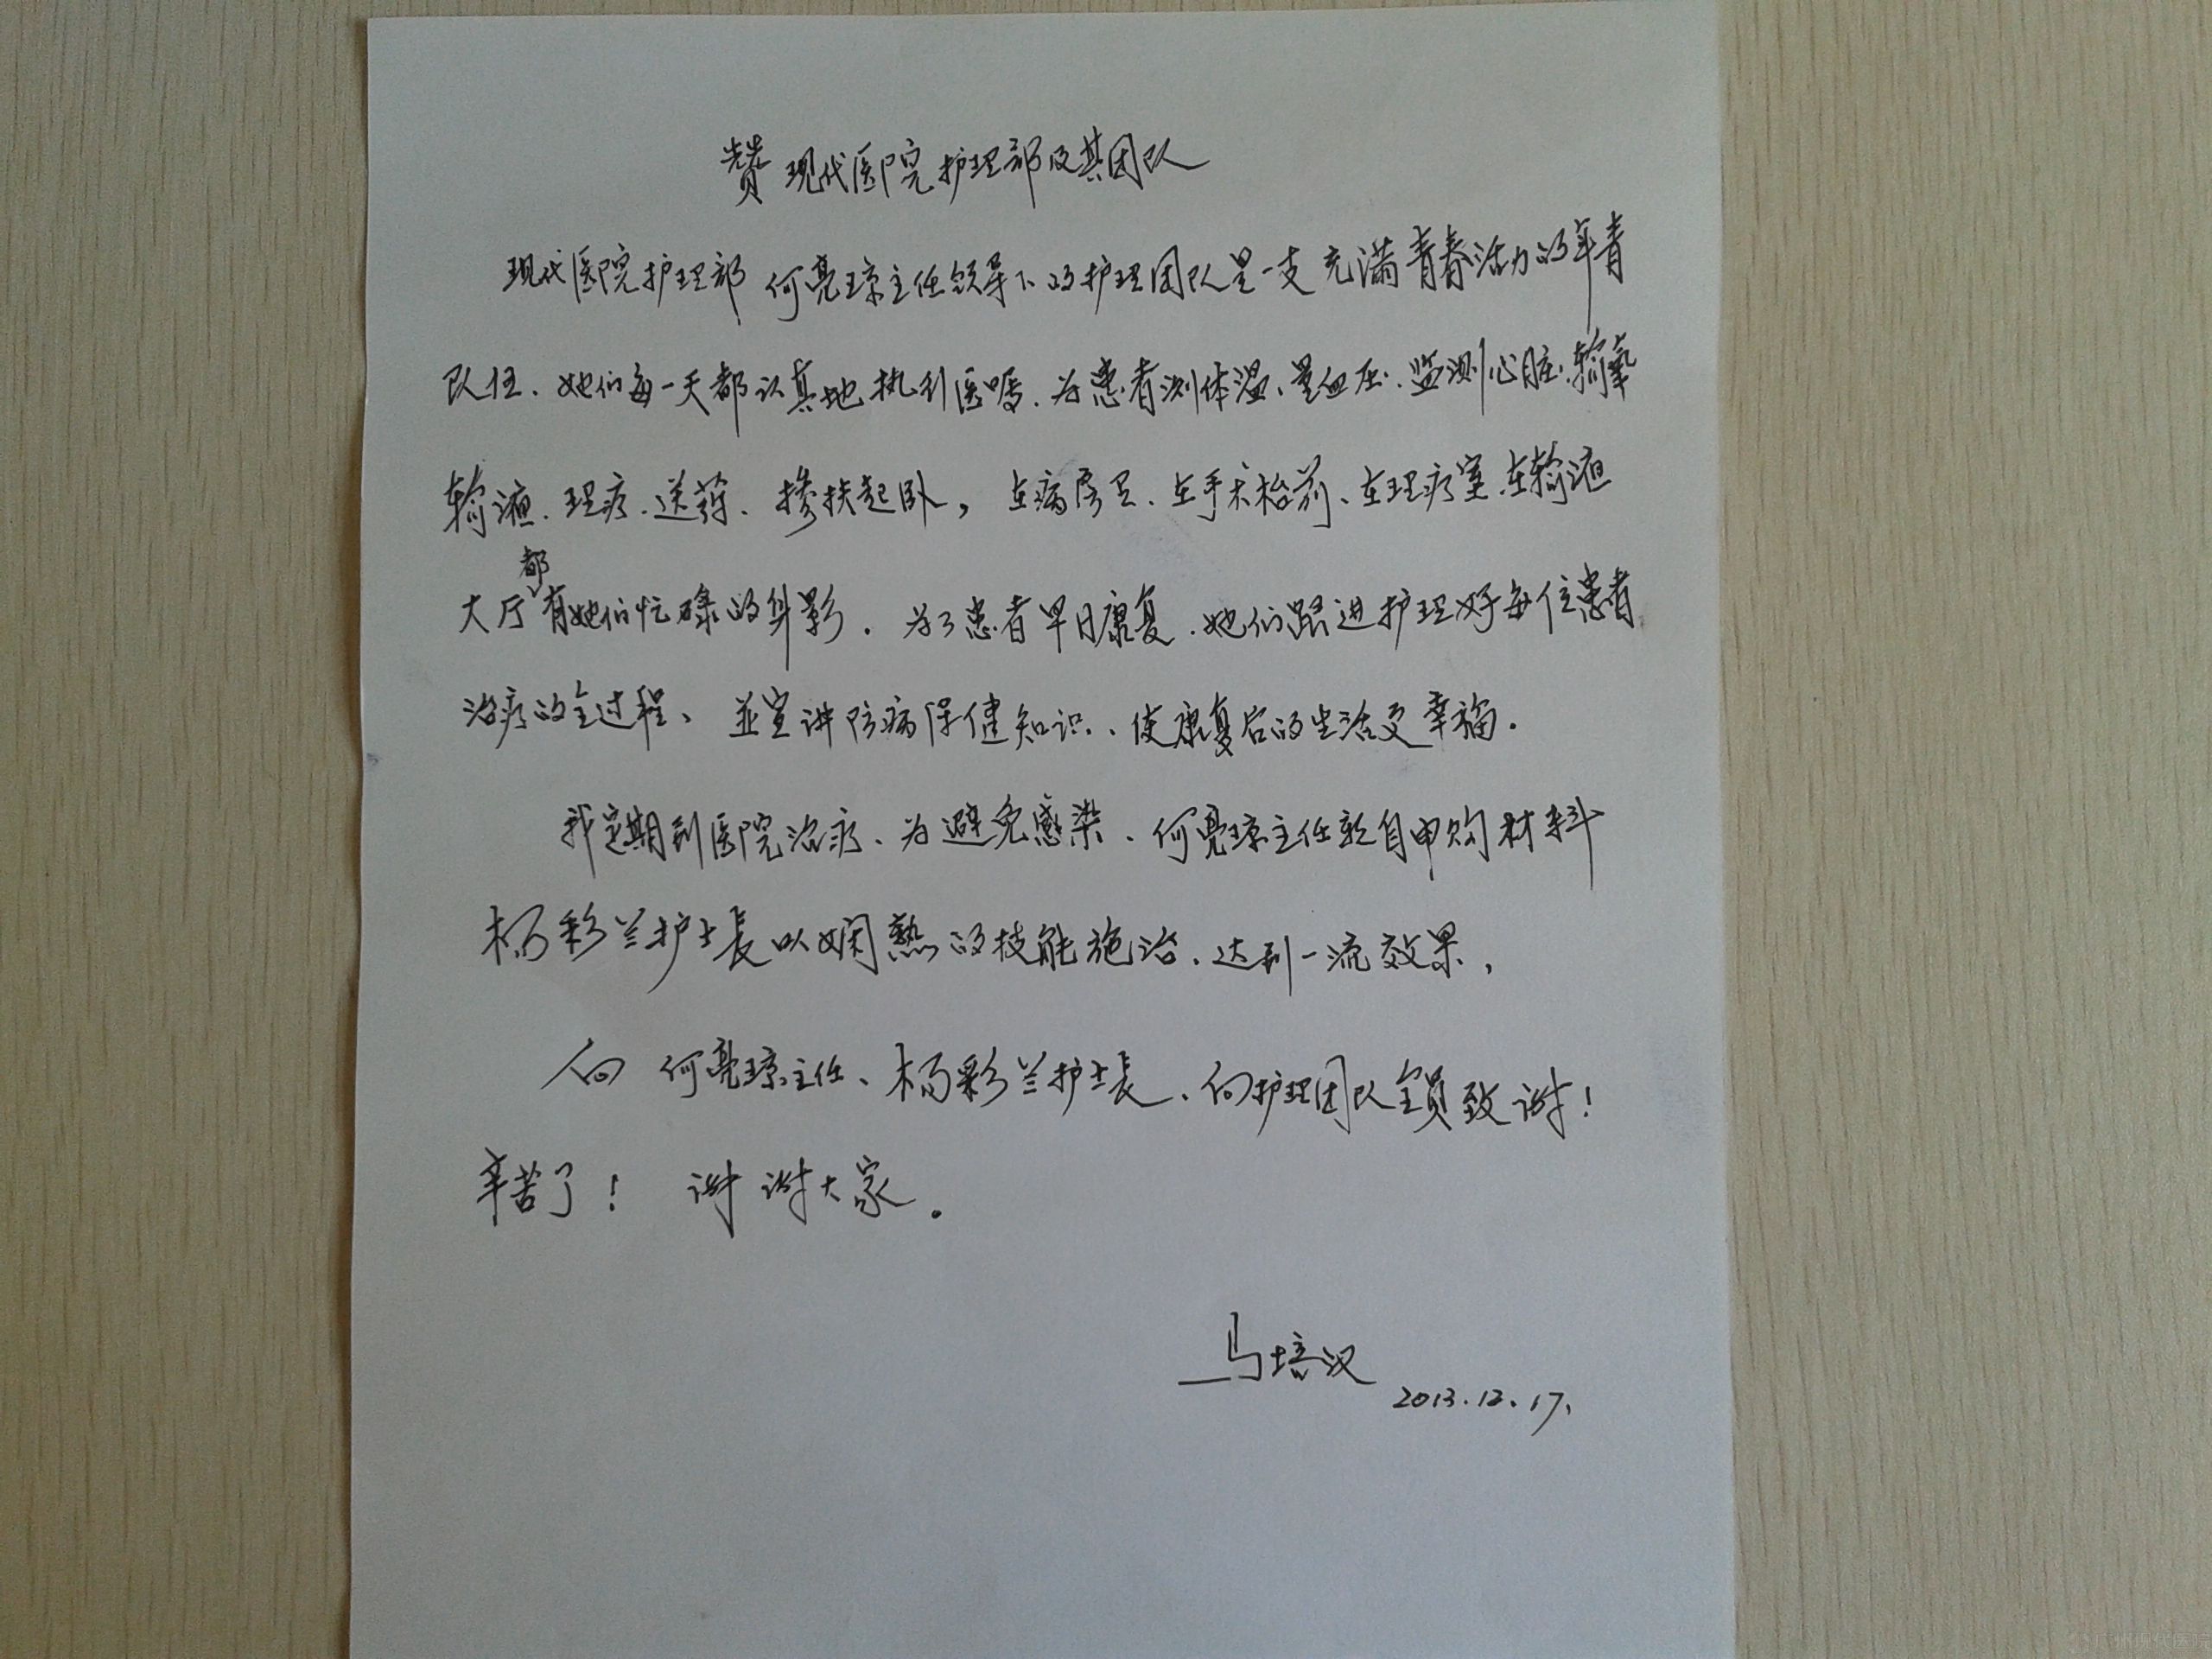 赞现代医院护理部及其团队
现代医院护理部何亮琼主任领导下的护理团队是一支充满青春活力的年青
队伍、她们每一天都认真地执行医嘱.为患者测体温、量血压.监测心脏.输氧
输液.理疗.送药.搀扶起卧,在病房里.在手术枱前、在理疗室.在输液
大厅都有她们忙碌的身影.为了患者早日康复.她们跟进护理好每位患者
治疗的全过程、並宣讲防病保健知识、使康复后的生活更幸福.
我定期到医院治疗、为避免感染、何亮琼主任亲自申购材料
杨彩兰护士長以娴熟的技能施治.达到一流效果,
向何亮琼主任、杨彩兰护士長.向护理团队全员致谢!
辛苦了! 谢谢大家.
马培汉
2013.12.17、
广州现代医院